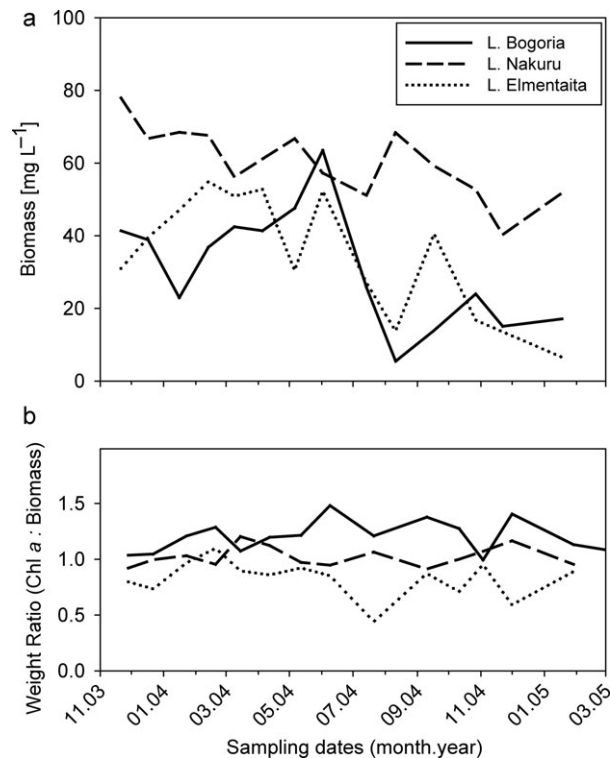 a
L. Bogoria
L. Nakuru
L. Elmentaita
Biomass [mg L⁻¹]
100
80
60
40
20
0
b
Weight Ratio (Chl a : Biomass)
1.5
1.0
0.5
0.0
11.03
01.04
03.04
05.04
07.04
09.04
11.04
01.05
03.05
Sampling dates (month.year)